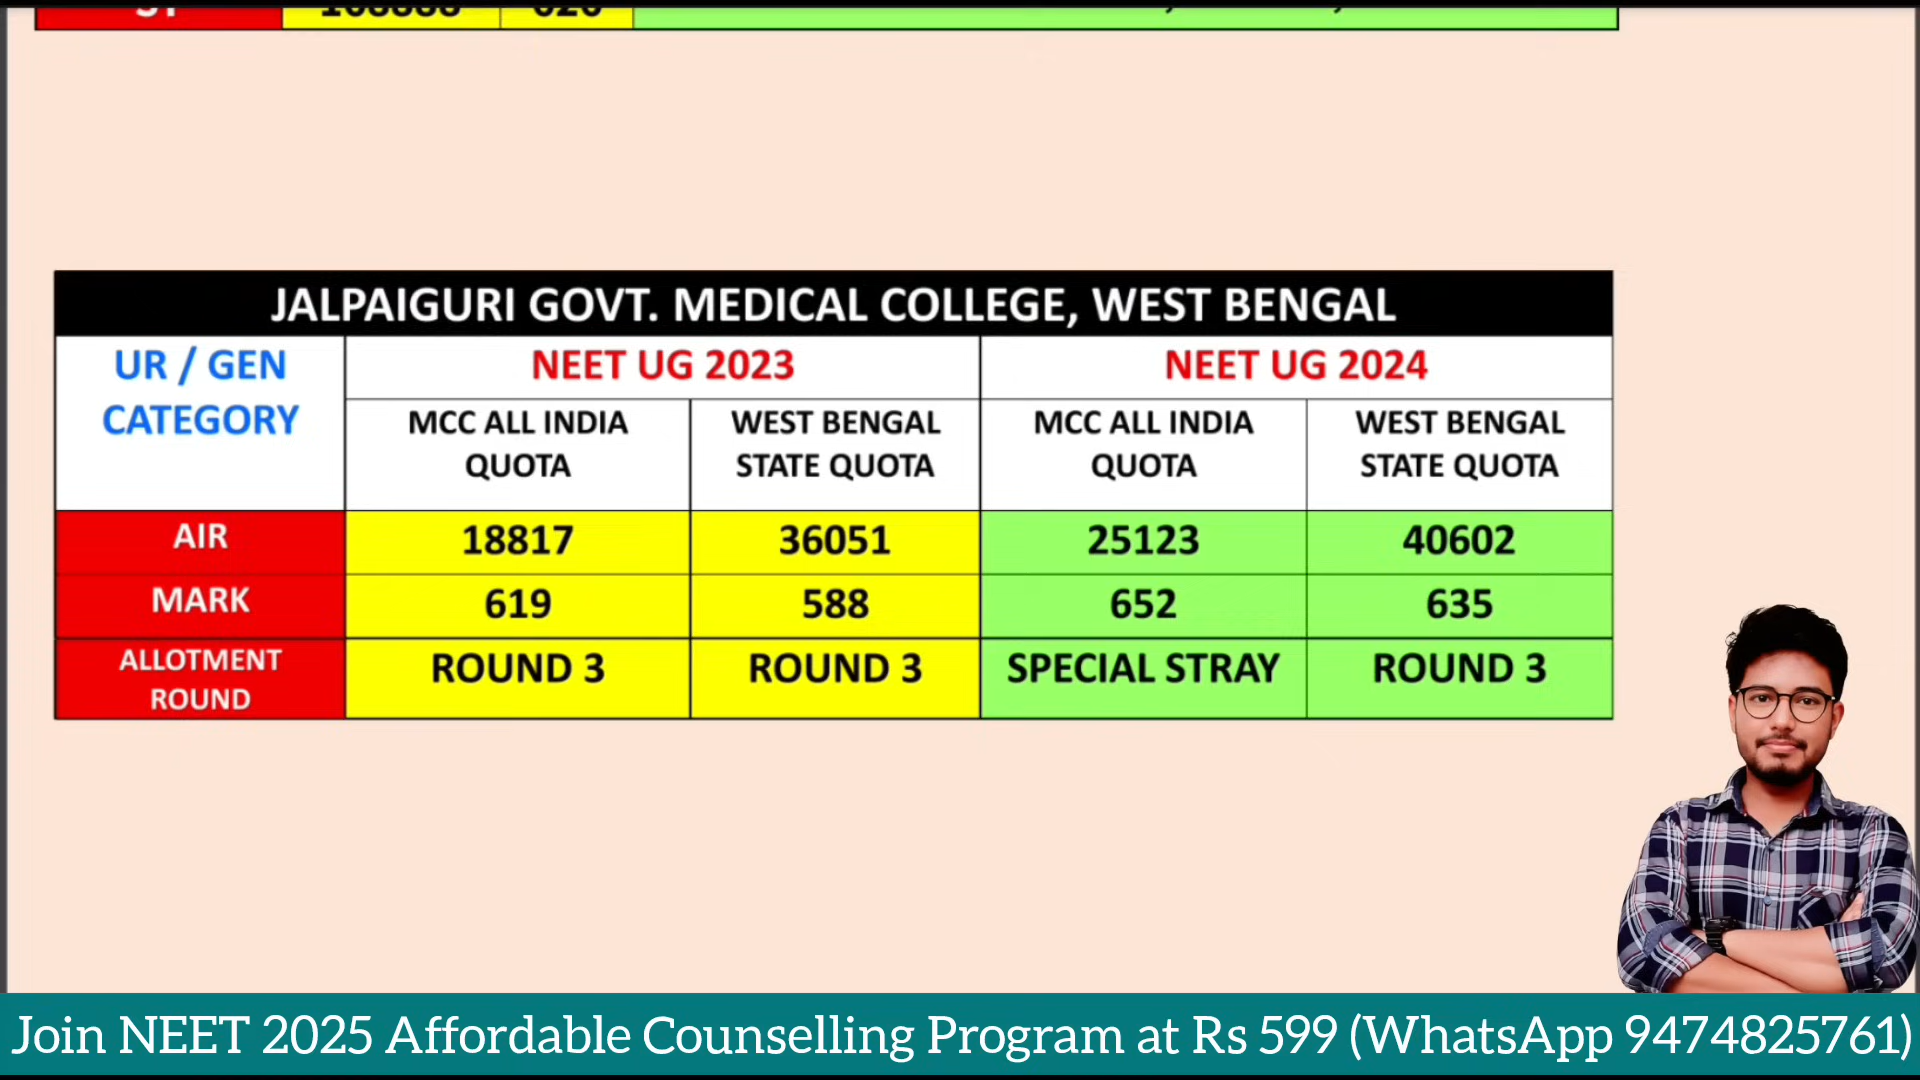 JALPAIGURI GOVT. MEDICAL COLLEGE, WEST BENGAL
UR / GEN CATEGORY
NEET UG 2023
NEET UG 2024
MCC ALL INDIA QUOTA
WEST BENGAL STATE QUOTA
MCC ALL INDIA QUOTA
WEST BENGAL STATE QUOTA
AIR 18817 36051 25123 40602
MARK 619 588 652 635
ALLOTMENT ROUND ROUND 3 ROUND 3 SPECIAL STRAY ROUND 3
Join NEET 2025 Affordable Counselling Program at Rs 599 (WhatsApp 9474825761)